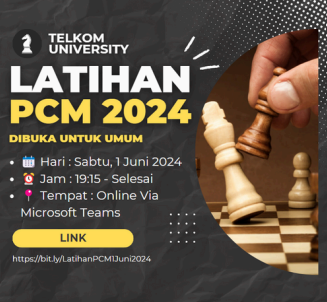 TELKOM
UNIVERSITY
LATIHAN
PCM 2024
DIBUKA UNTUK UMUM
Hari : Sabtu, 1 Juni 2024
Jam : 19:15 - Selesai
Tempat : Online Via
Microsoft Teams
LINK
https://bit.ly/LatihanPCM1Juni2024